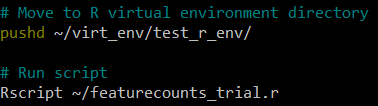 # Move to R virtual environment directory
pushd ~/virt_env/test_r_env/
# Run script
Rscript ~/featurecounts_trial.r